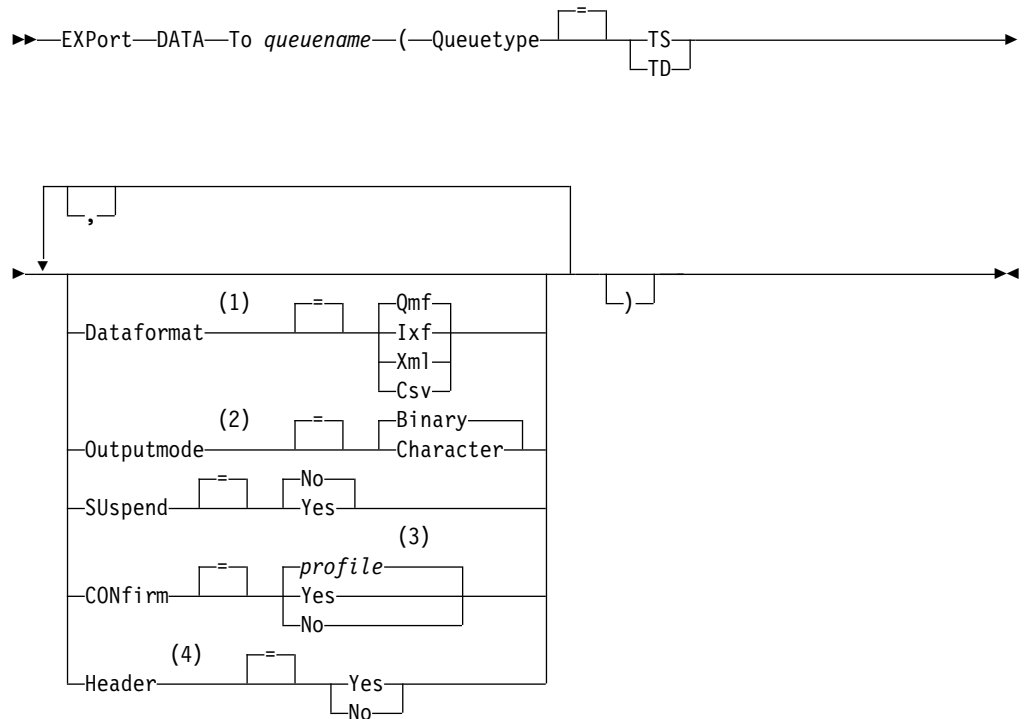 =
EXPort DATA To queuename ( Queuetype TS
TD
,
(1)
Dataformat = Qmf
Ixf
Xml
Csv
)
(2)
Outputmode = Binary
Character
SUspend = No
Yes
(3)
CONfirm = profile
Yes
No
(4)
Header = Yes
No